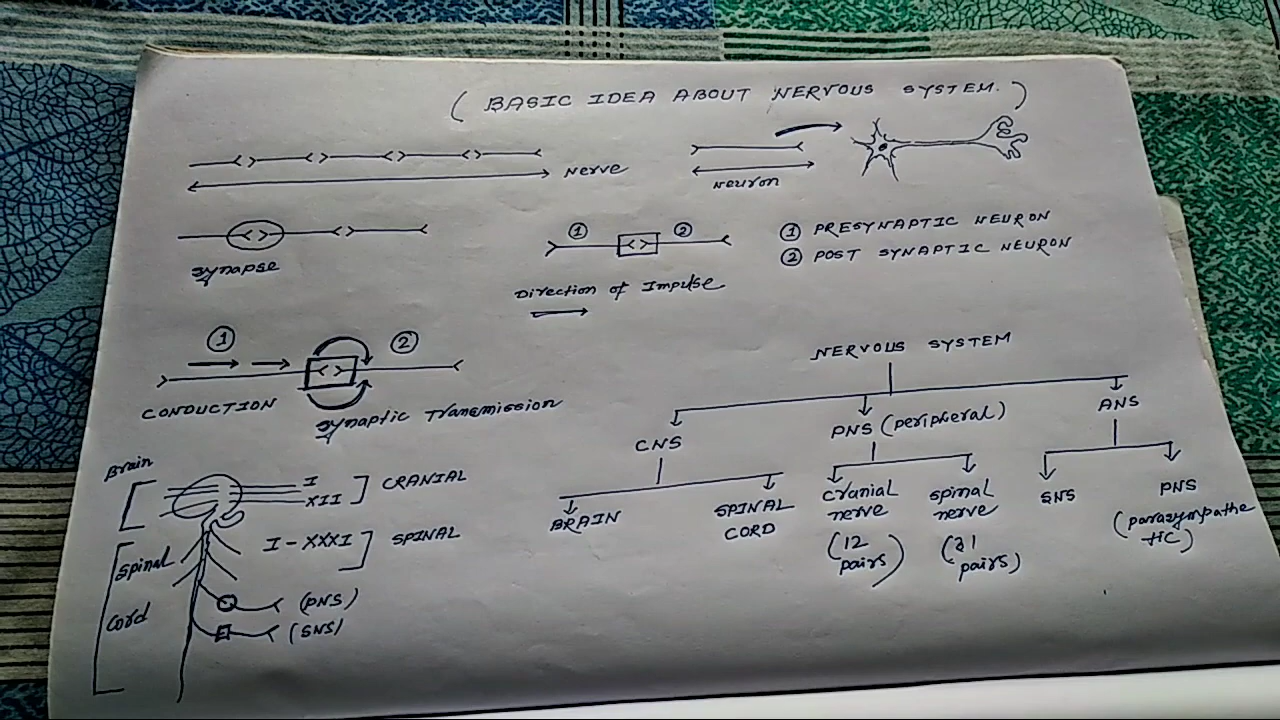 ( BASIC IDEA ABOUT NERVOUS SYSTEM. )
Nerve
Neuron
Synapse
① ②
① PRESYNAPTIC NEURON
② POST SYNAPTIC NEURON
Direction of Impulse
① ②
CONDUCTION
Synaptic Transmission
NERVOUS SYSTEM
CNS
PNS (peripheral)
ANS
BRAIN
SPINAL
CORD
cranial
nerve
(12
pairs)
spinal
nerve
(31
pairs)
SNS
PNS
(parasympathe
tic)
Brain
I
XII
CRANIAL
I-XXXI
SPINAL
Spinal
Cord
(PNS)
(SNS)